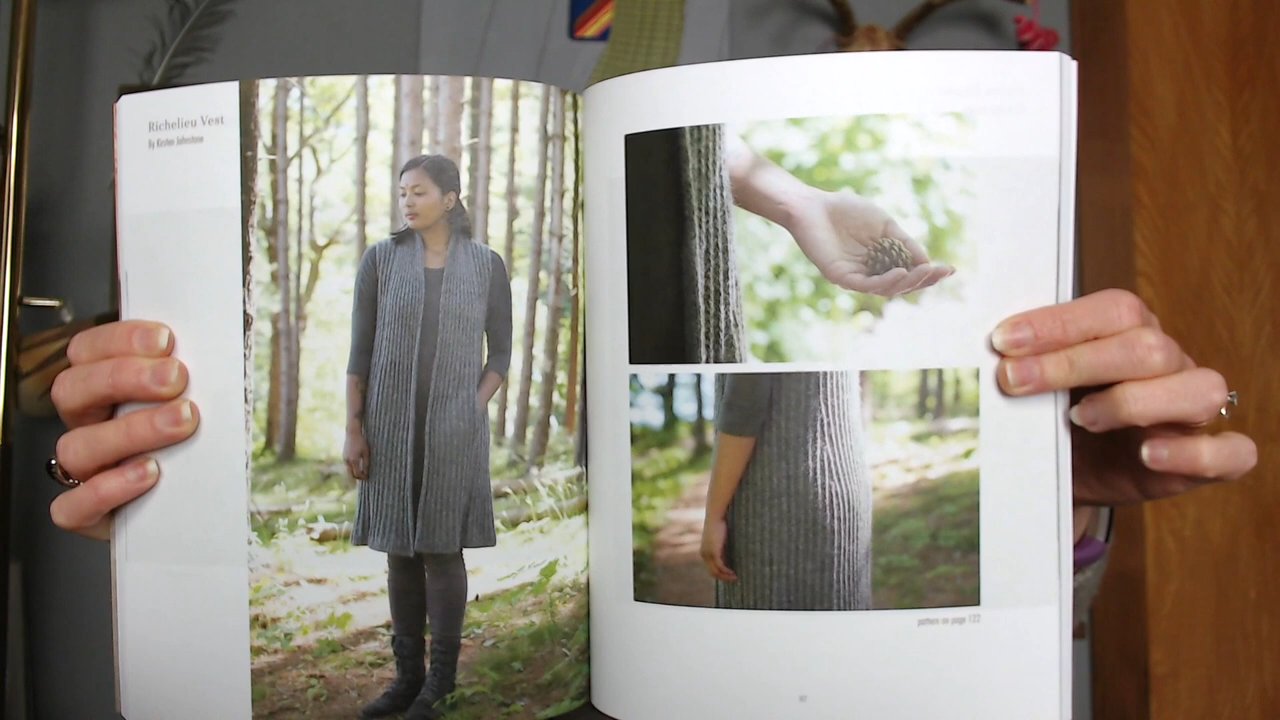 Richelieu Vest
By Kirsten Johnstone
pattern on page 122